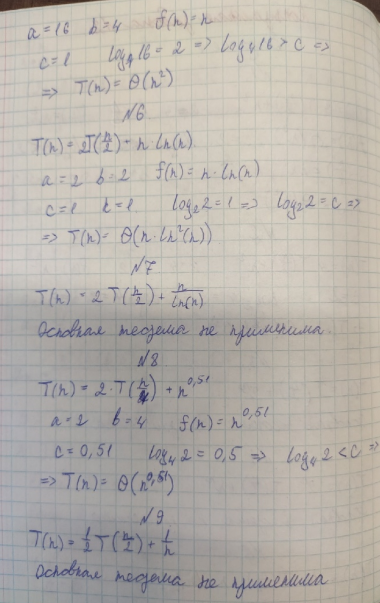 a = 16 b = 4 f(n) = n
c = 1 log₄16 = 2 => log₄16 > c =>
=> T(n) = Θ(n²)
№6
T(n) = 2T(n/2) + n ln(n)
a = 2 b = 2 f(n) = n·ln(n)
c = 1 k = 1 log₂2 = 1 => log₂2 = c =>
=> T(n) = Θ(n·ln²(n))
№7
T(n) = 2T(n/2) + n/ln(n)
Основная теорема не применима.
№8
T(n) = 2·T(n/4) + n^0,51
a = 2 b = 4 f(n) = n^0,51
c = 0,51 log₄2 = 0,5 => log₄2 < c =>
=> T(n) = Θ(n^0,51)
№9
T(n) = 1/2 T(n/2) + 1/n
Основная теорема не применима